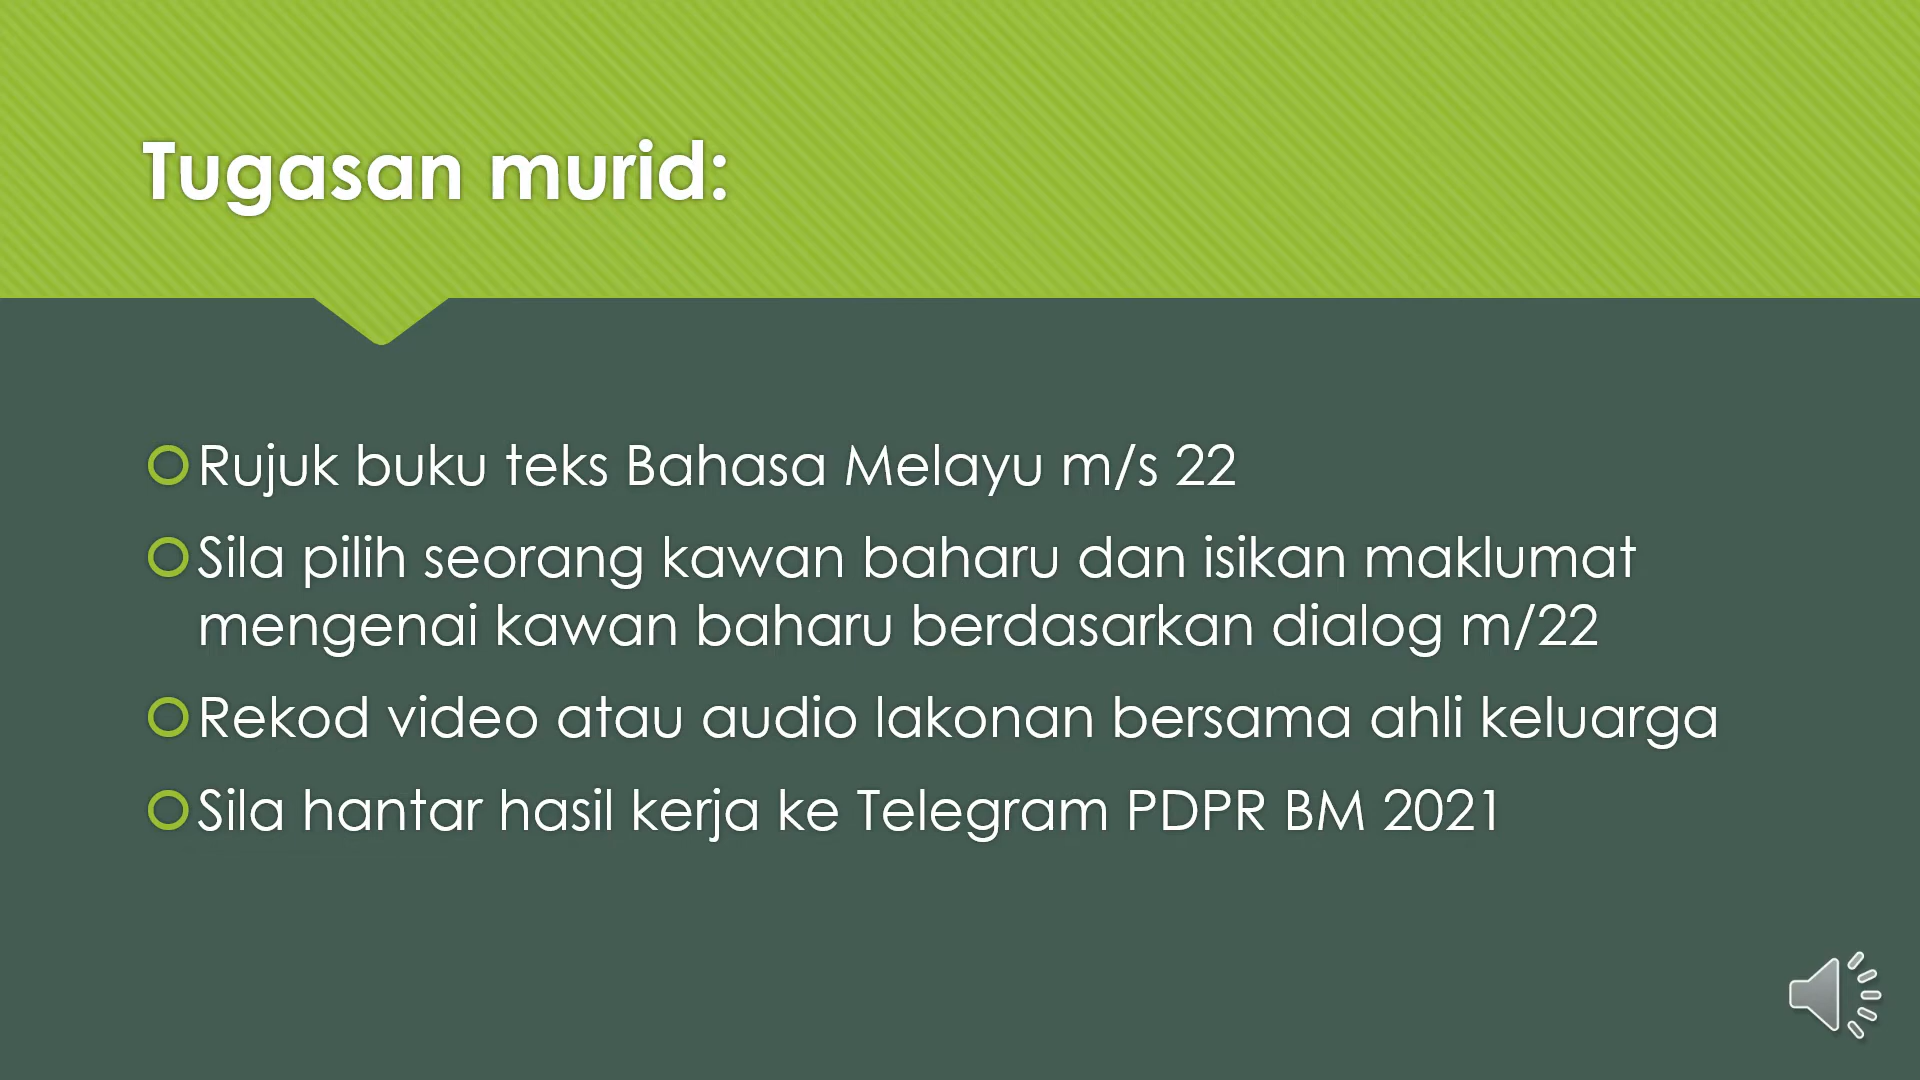 Tugasan murid:
Rujuk buku teks Bahasa Melayu m/s 22
Sila pilih seorang kawan baharu dan isikan maklumat
mengenai kawan baharu berdasarkan dialog m/22
Rekod video atau audio lakonan bersama ahli keluarga
Sila hantar hasil kerja ke Telegram PDPR BM 2021